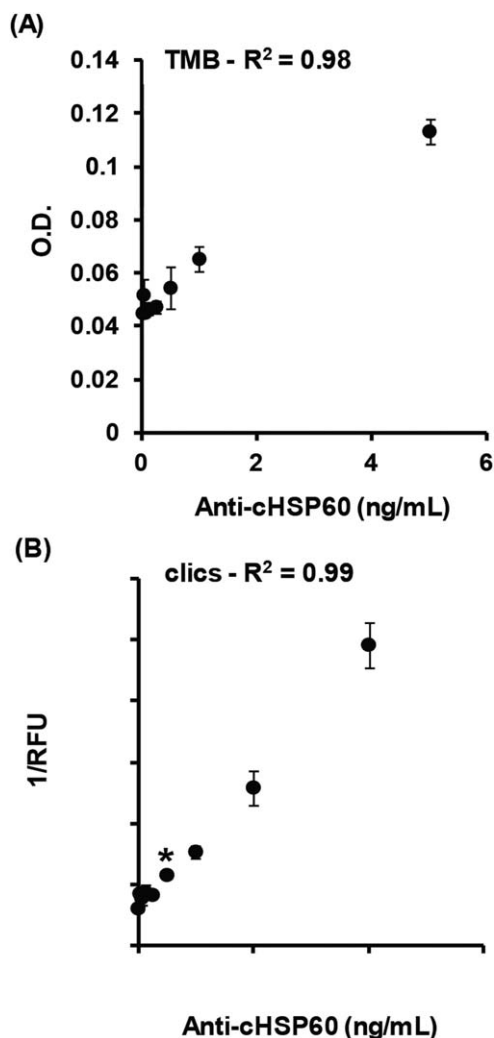 (A)
TMB - R² = 0.98
0.14
0.12
0.1
0.08
0.06
0.04
0.02
0
O.D.
0 2 4 6
Anti-cHSP60 (ng/mL)
(B)
clics - R² = 0.99
1/RFU
*
Anti-cHSP60 (ng/mL)